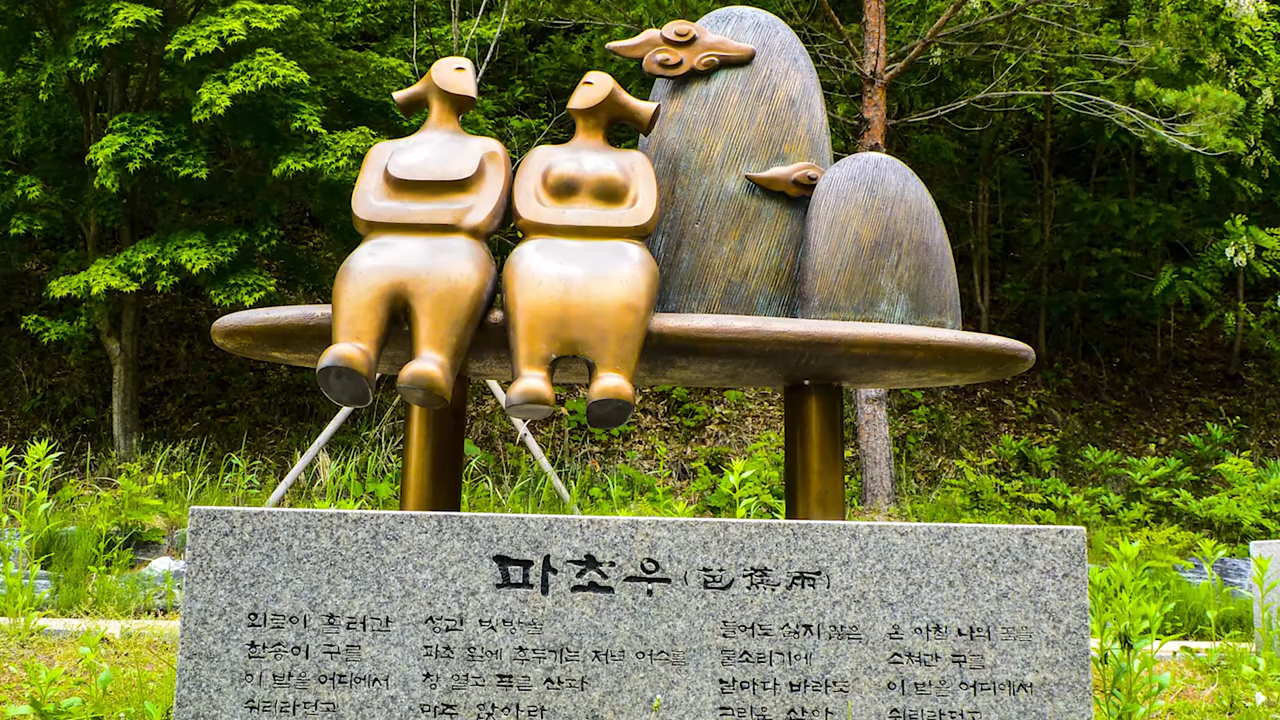 파초우(芭蕉雨)
외로이 흘러간
한송이 구름
이 밤을 어디메서
쉬리라던고
성긴 빗방울
파초 잎에 후두기는 저녁 어스름
창 열고 푸른 산과
마주 앉아라
들어도 싫지 않은
물소리기에
날마다 바라도
그리운 산아
온 아침 나의 꿈을
스쳐간 구름
이 밤을 어디메서
쉬리라던고